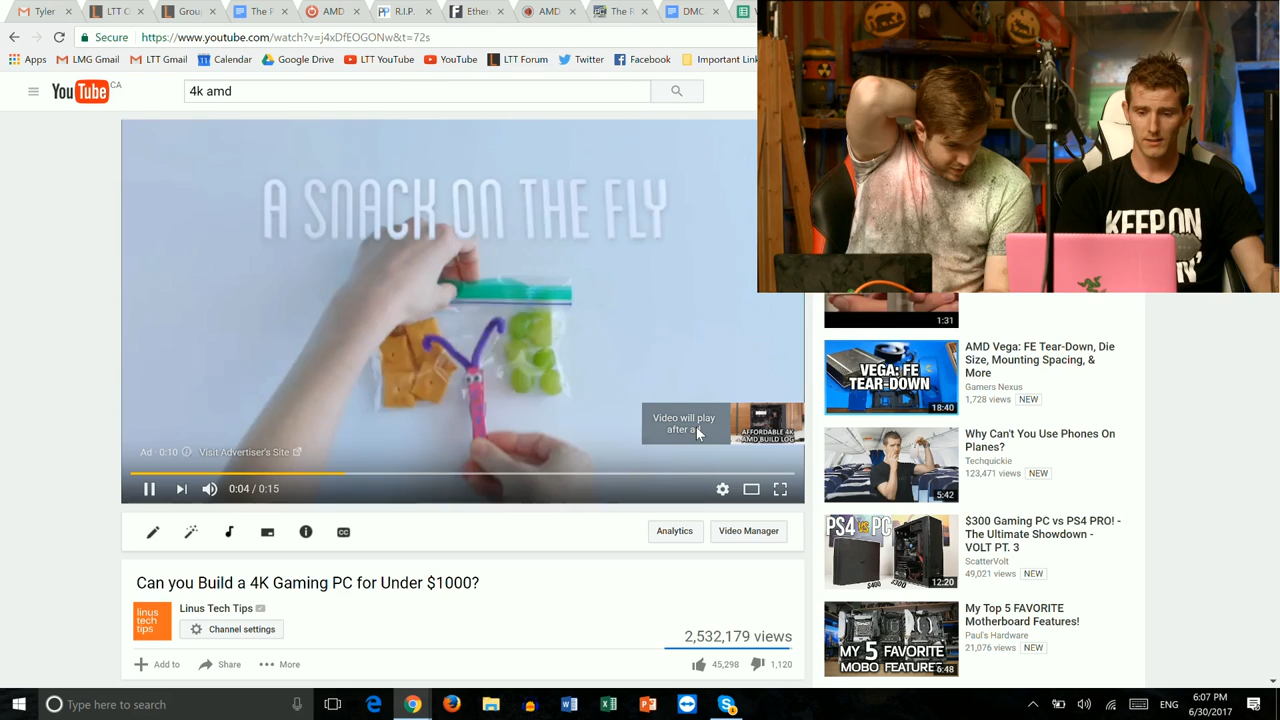 Tyler
LTT C
Group
The P
AMD
R.I.P.
Ether
AMD
The R
DMC
Secure
https://www.youtube.com/watch?v=j4xDfEOGONw&t=72s
Apps
LMG Gmail
LTT Gmail
Calendar
Google Drive
LTT YouTube
YouTube
LTT Forum
Twitter
Facebook
Important Link
YouTube CA
4k amd
A SNACK ON THE FLY
KEEP ON
Video will play
after a
AFFORDABLE 4K
AMD BUILD LOG
Ad · 0:10
Visit Advertiser's Site
0:04 / 0:15
Analytics
Video Manager
Can you Build a 4K Gaming PC for Under $1000?
linus
tech
tips
Linus Tech Tips
Channel settings
2,532,179 views
Add to
Share
More
45,298
1,120
1:31
VEGA: FE
TEAR-DOWN
18:40
AMD Vega: FE Tear-Down, Die
Size, Mounting Spacing, &
More
Gamers Nexus
1,728 views
NEW
5:42
Why Can't You Use Phones On
Planes?
Techquickie
123,471 views
NEW
PS4 VS PC
$400
$300
12:20
$300 Gaming PC vs PS4 PRO! -
The Ultimate Showdown -
VOLT PT. 3
ScatterVolt
49,021 views
NEW
MY 5 FAVORITE
MOBO FEATURES
6:48
My Top 5 FAVORITE
Motherboard Features!
Paul's Hardware
21,076 views
NEW
Type here to search
ENG
6:07 PM
6/30/2017